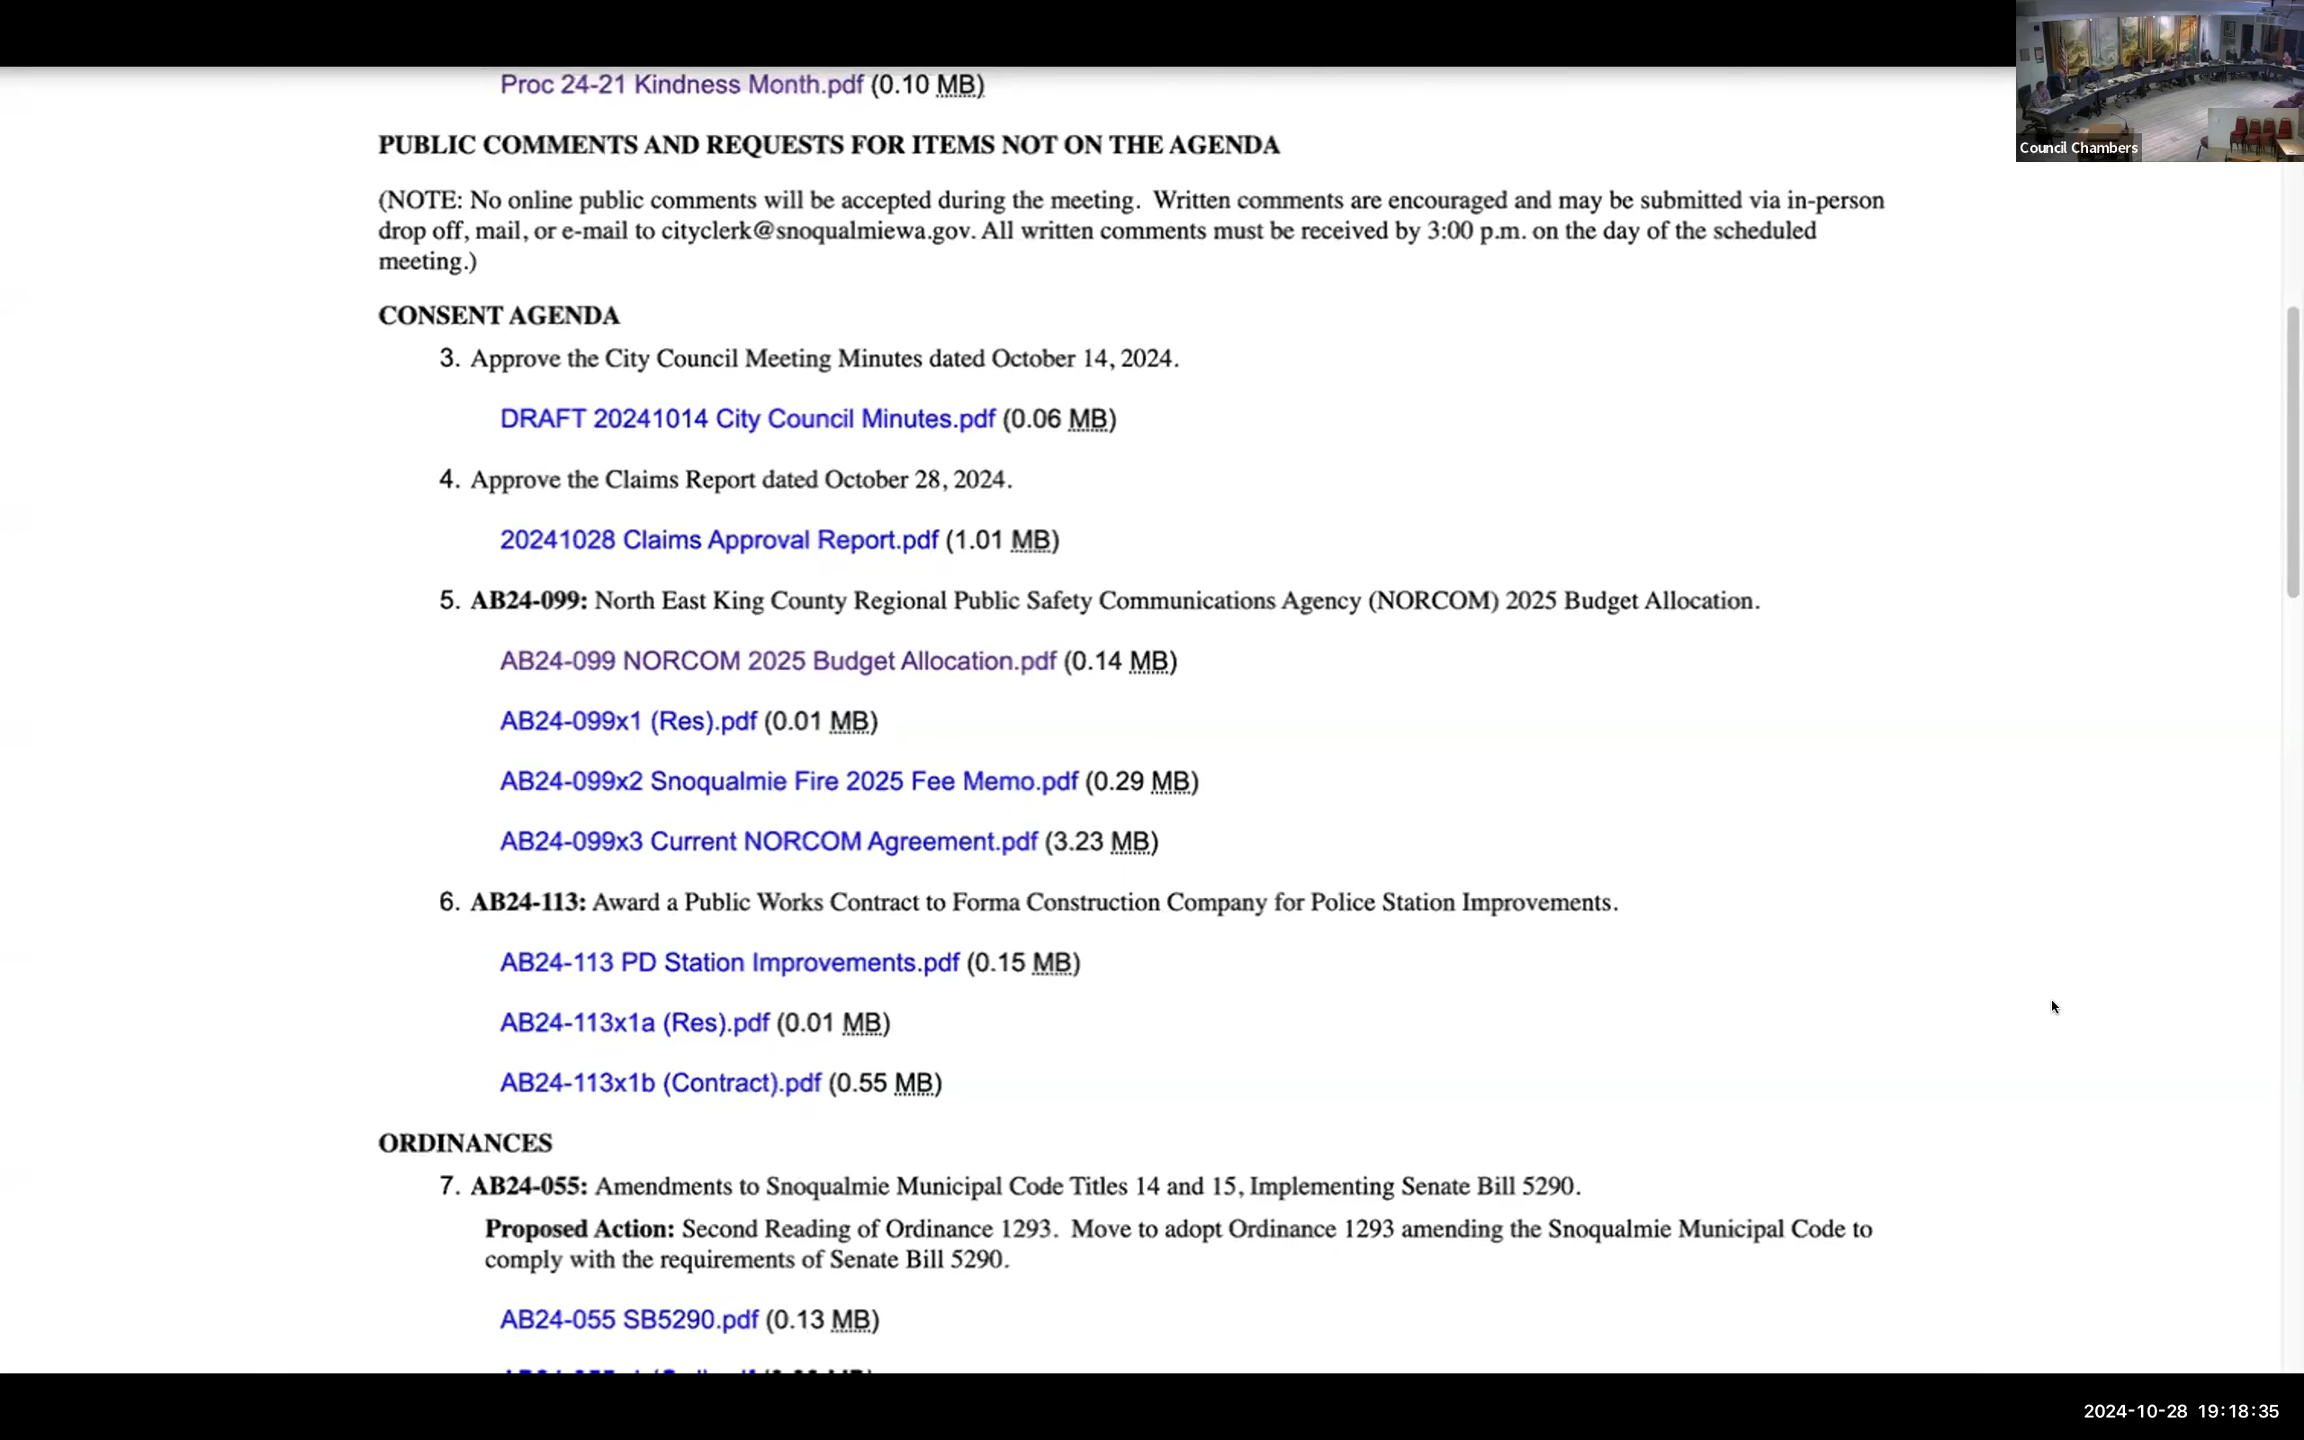 Proc 24-21 Kindness Month.pdf (0.10 MB)
Council Chambers
PUBLIC COMMENTS AND REQUESTS FOR ITEMS NOT ON THE AGENDA
(NOTE: No online public comments will be accepted during the meeting.  Written comments are encouraged and may be submitted via in-person
drop off, mail, or e-mail to cityclerk@snoqualmiewa.gov. All written comments must be received by 3:00 p.m. on the day of the scheduled
meeting.)
CONSENT AGENDA
3. Approve the City Council Meeting Minutes dated October 14, 2024.
DRAFT 20241014 City Council Minutes.pdf (0.06 MB)
4. Approve the Claims Report dated October 28, 2024.
20241028 Claims Approval Report.pdf (1.01 MB)
5. AB24-099: North East King County Regional Public Safety Communications Agency (NORCOM) 2025 Budget Allocation.
AB24-099 NORCOM 2025 Budget Allocation.pdf (0.14 MB)
AB24-099x1 (Res).pdf (0.01 MB)
AB24-099x2 Snoqualmie Fire 2025 Fee Memo.pdf (0.29 MB)
AB24-099x3 Current NORCOM Agreement.pdf (3.23 MB)
6. AB24-113: Award a Public Works Contract to Forma Construction Company for Police Station Improvements.
AB24-113 PD Station Improvements.pdf (0.15 MB)
AB24-113x1a (Res).pdf (0.01 MB)
AB24-113x1b (Contract).pdf (0.55 MB)
ORDINANCES
7. AB24-055: Amendments to Snoqualmie Municipal Code Titles 14 and 15, Implementing Senate Bill 5290.
Proposed Action: Second Reading of Ordinance 1293.  Move to adopt Ordinance 1293 amending the Snoqualmie Municipal Code to
comply with the requirements of Senate Bill 5290.
AB24-055 SB5290.pdf (0.13 MB)
2024-10-28 19:18:35